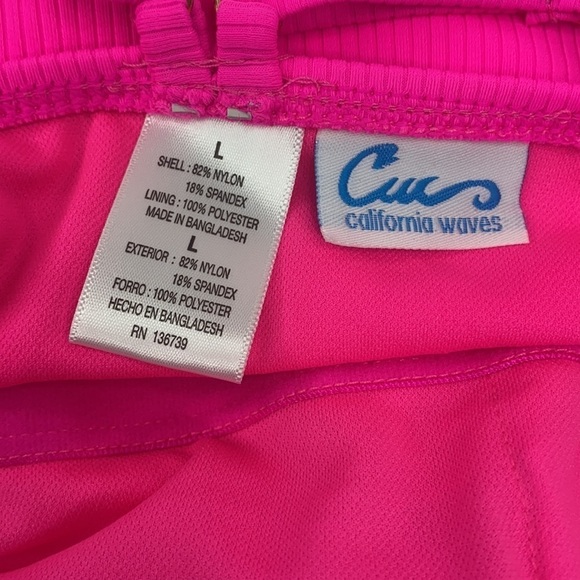 L
SHELL : 82% NYLON
18% SPANDEX
LINING : 100% POLYESTER
MADE IN BANGLADESH
L
EXTERIOR : 82% NYLON
18% SPANDEX
FORRO : 100% POLYESTER
HECHO EN BANGLADESH
RN 136739
california waves